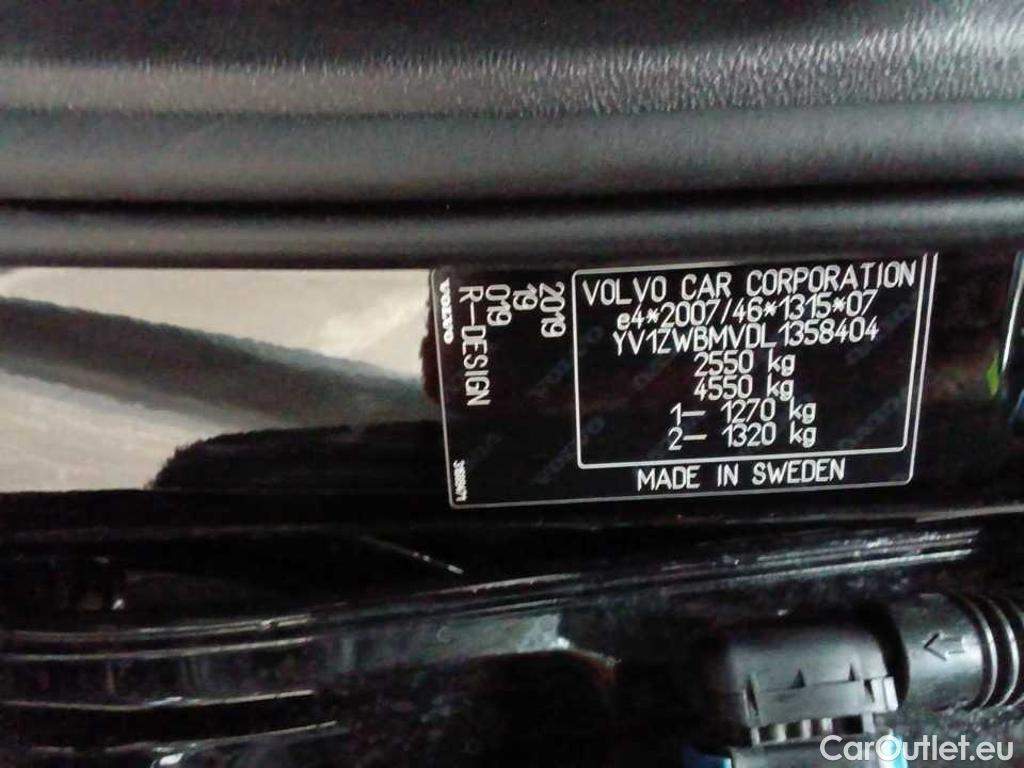 VOLVO CAR CORPORATION
e4*2007/46*1315*07
YV1ZWBMVDL1358404
2550 kg
4550 kg
1- 1270 kg
2- 1320 kg
MADE IN SWEDEN
2019
19
019
R-DESIGN
VOLVO
CarOutlet.eu